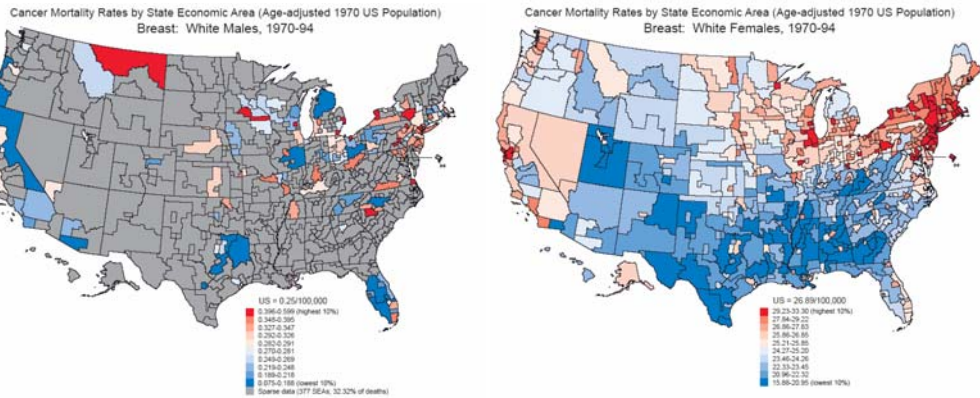 Cancer Mortality Rates by State Economic Area (Age-adjusted 1970 US Population)
Breast: White Males, 1970-94
US = 0.25/100,000
0.396-0.599 (highest 10%)
0.348-0.395
0.327-0.347
0.292-0.326
0.282-0.291
0.270-0.281
0.249-0.269
0.219-0.248
0.189-0.218
0.075-0.188 (lowest 10%)
Sparse data (377 SEAs; 32.32% of deaths)
Cancer Mortality Rates by State Economic Area (Age-adjusted 1970 US Population)
Breast: White Females, 1970-94
US = 26.89/100,000
29.23-33.30 (highest 10%)
27.84-29.22
26.86-27.83
25.86-26.85
25.21-25.85
24.27-25.20
23.46-24.26
22.33-23.45
20.96-22.32
15.88-20.95 (lowest 10%)